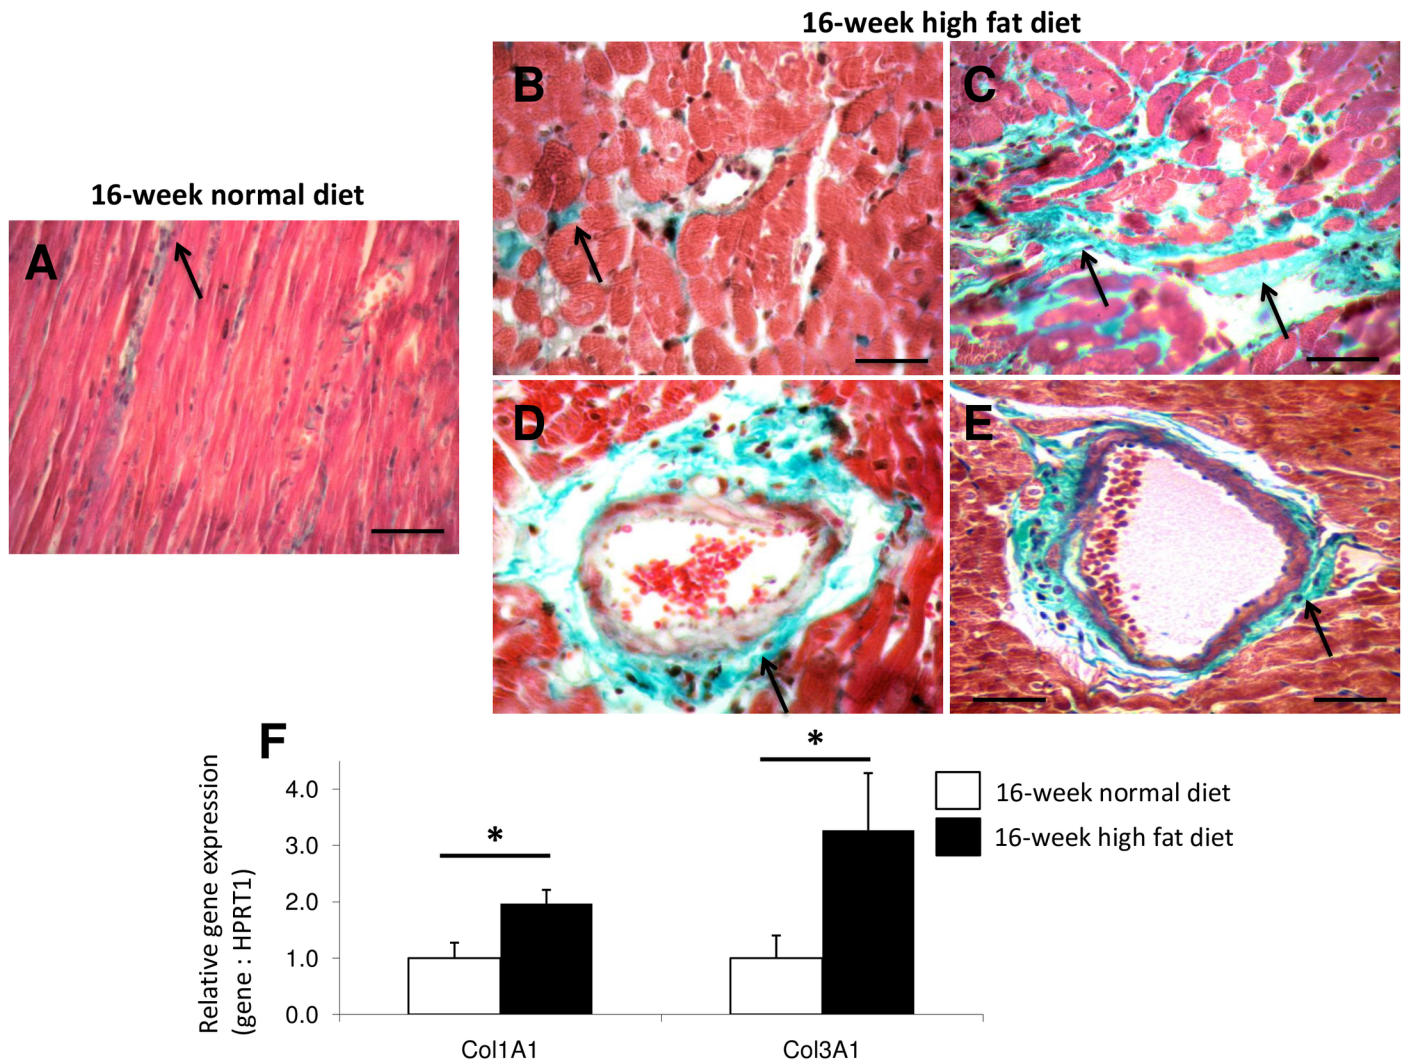 16-week high fat diet
B
C
16-week normal diet
A
D
E
F
*
*
Relative gene expression
(gene : HPRT1)
4.0
3.0
2.0
1.0
0.0
16-week normal diet
16-week high fat diet
Col1A1
Col3A1